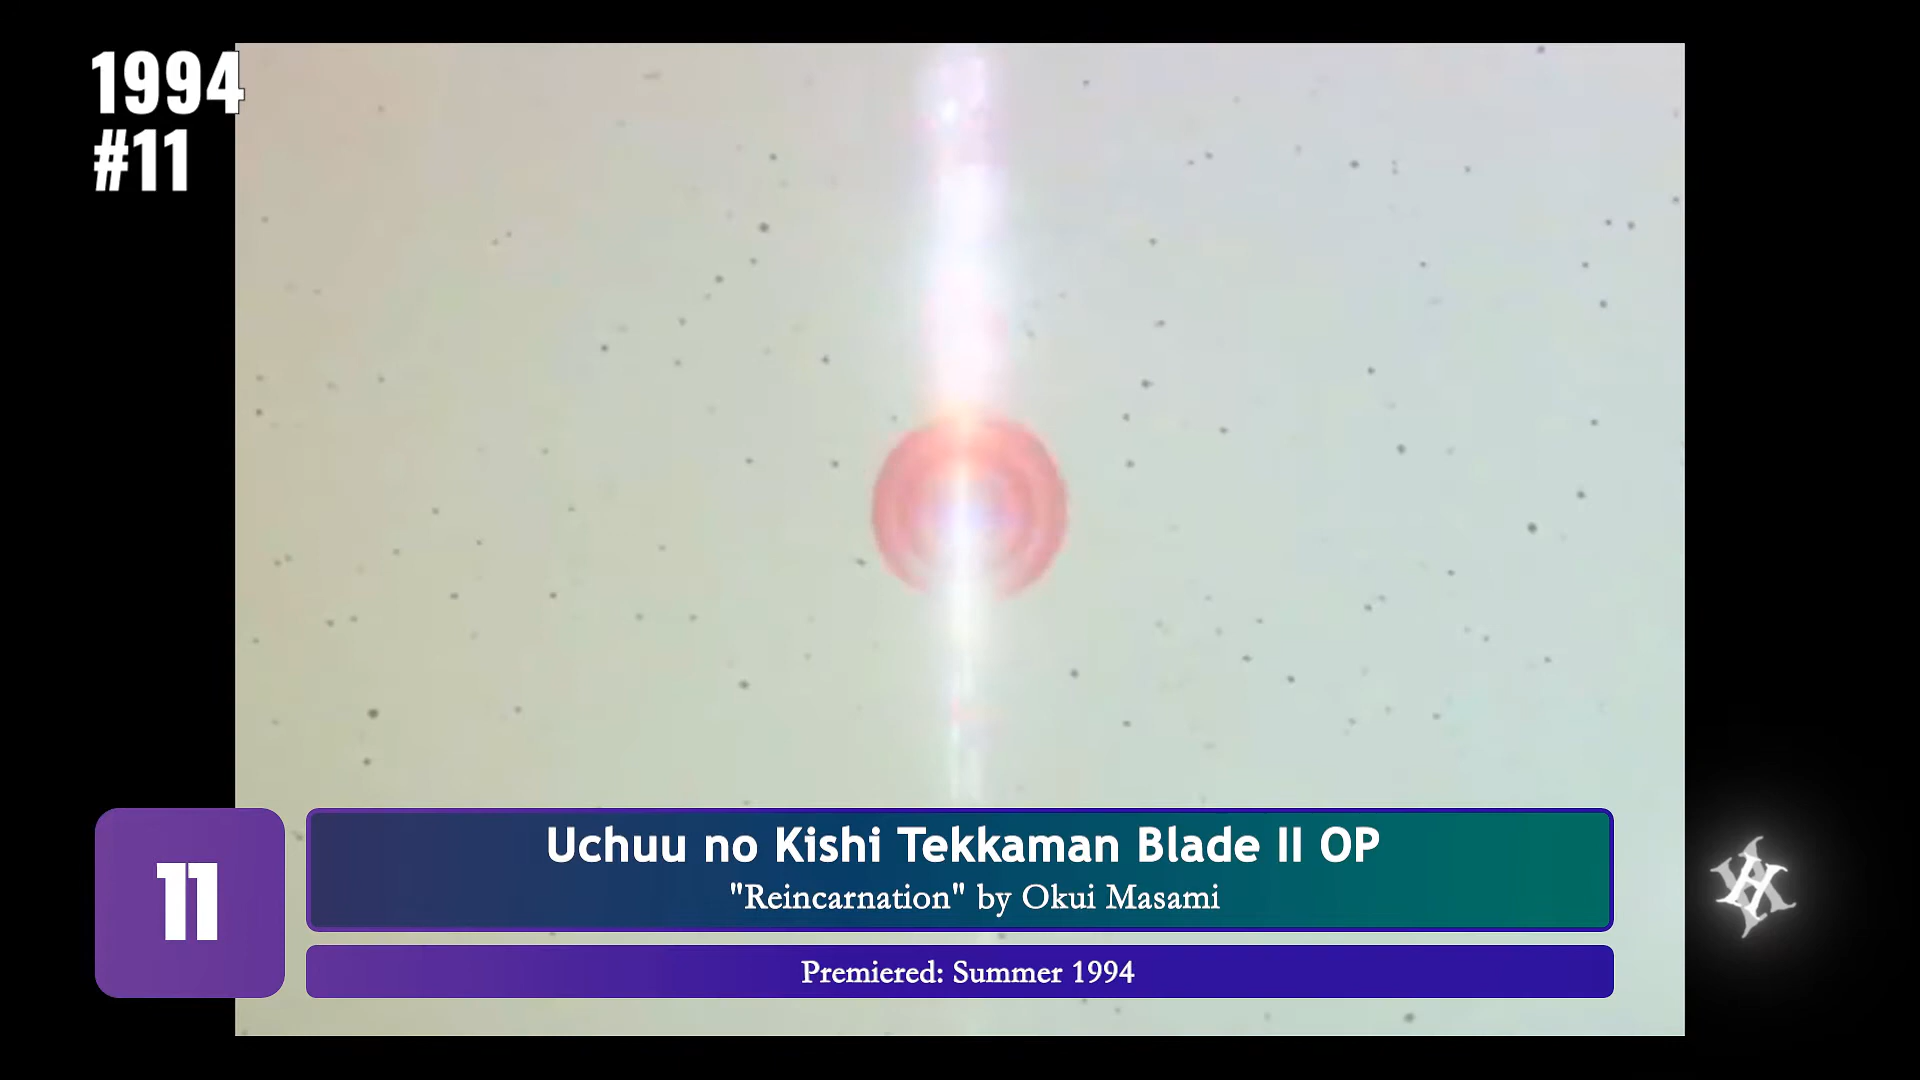 1994
#11
11
Uchuu no Kishi Tekkaman Blade II OP
"Reincarnation" by Okui Masami
Premiered: Summer 1994